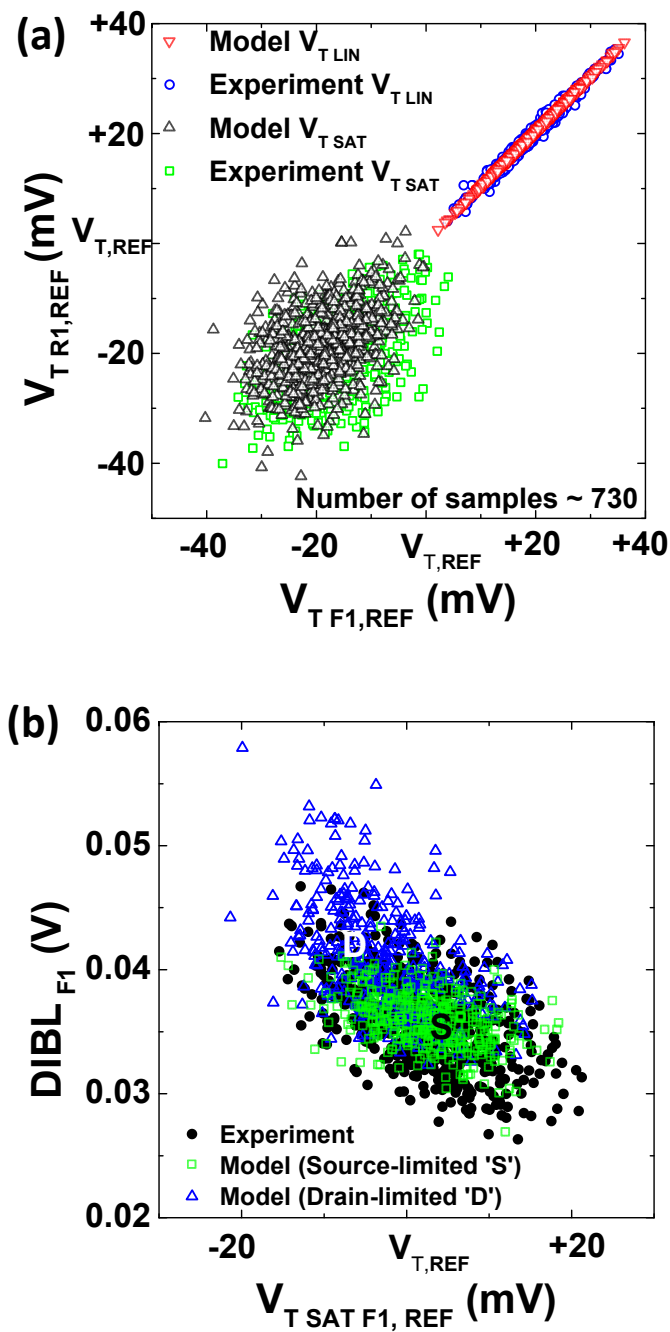 (a)
+40
+20
V_T,REF
-20
-40
V_T R1,REF (mV)
Model V_T LIN
Experiment V_T LIN
Model V_T SAT
Experiment V_T SAT
Number of samples ~ 730
-40 -20 V_T,REF +20 +40
V_T F1,REF (mV)
(b)
0.06
0.05
0.04
0.03
0.02
DIBL_F1 (V)
D
S
Experiment
Model (Source-limited 'S')
Model (Drain-limited 'D')
-20 V_T,REF +20
V_T SAT F1, REF (mV)